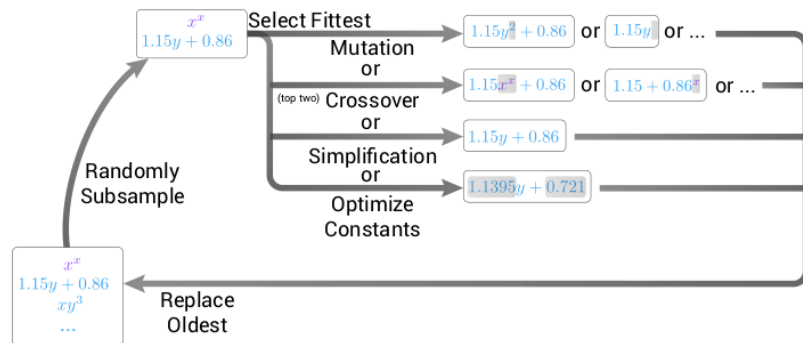 x^x
1.15y + 0.86
Select Fittest
1.15y^2 + 0.86 or 1.15y or ...
Mutation
or
(top two) Crossover
1.15x^x + 0.86 or 1.15 + 0.86^x or ...
or
1.15y + 0.86
Simplification
or
1.1395y + 0.721
Optimize
Constants
Randomly
Subsample
x^x
1.15y + 0.86
xy^3
...
Replace
Oldest